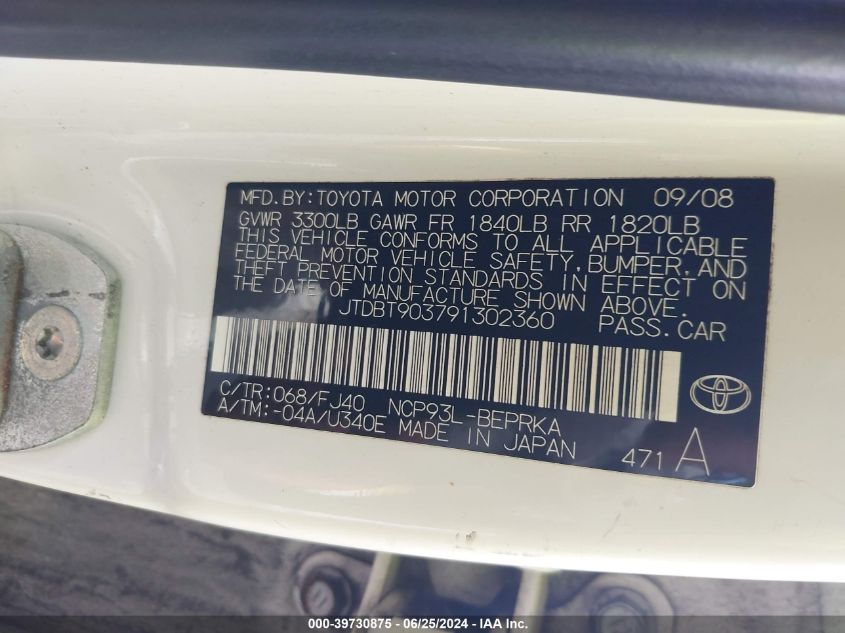 MFD.BY:TOYOTA MOTOR CORPORATION 09/08
GVWR 3300LB GAWR FR 1840LB RR 1820LB
THIS VEHICLE CONFORMS TO ALL APPLICABLE
FEDERAL MOTOR VEHICLE SAFETY,BUMPER,AND
THEFT PREVENTION STANDARDS IN EFFECT ON
THE DATE OF MANUFACTURE SHOWN ABOVE.
JTDBT903791302360 PASS.CAR
C/TR:068/FJ40 NCP93L-BEPRKA
A/TM:-04A/U340E MADE IN JAPAN
471 A
000-39730875 - 06/25/2024 - IAA Inc.